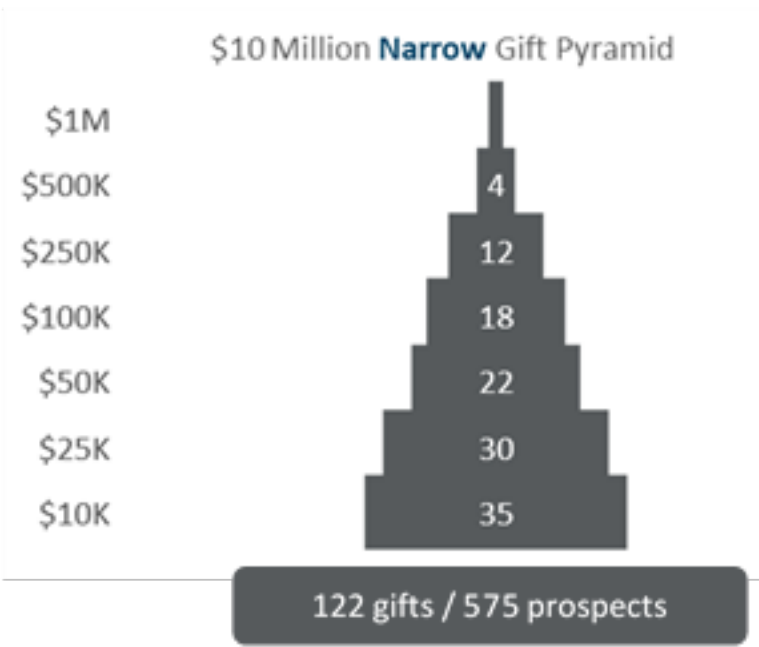 $10 Million Narrow Gift Pyramid
$1M
$500K 4
$250K 12
$100K 18
$50K 22
$25K 30
$10K 35
122 gifts / 575 prospects